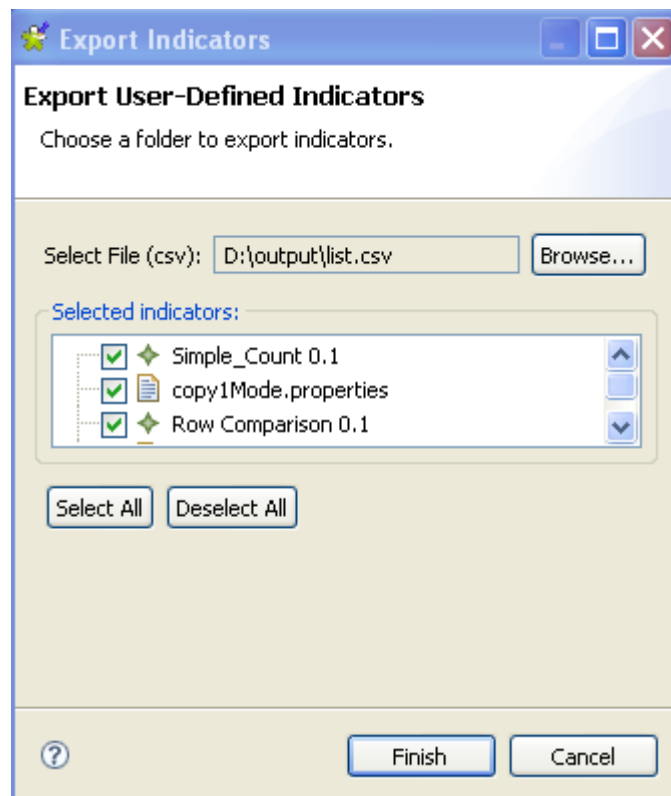 Export Indicators
Export User-Defined Indicators
Choose a folder to export indicators.
Select File (csv): D:\output\list.csv Browse...
Selected indicators:
Simple_Count 0.1
copy1Mode.properties
Row Comparison 0.1
Select All Deselect All
? Finish Cancel